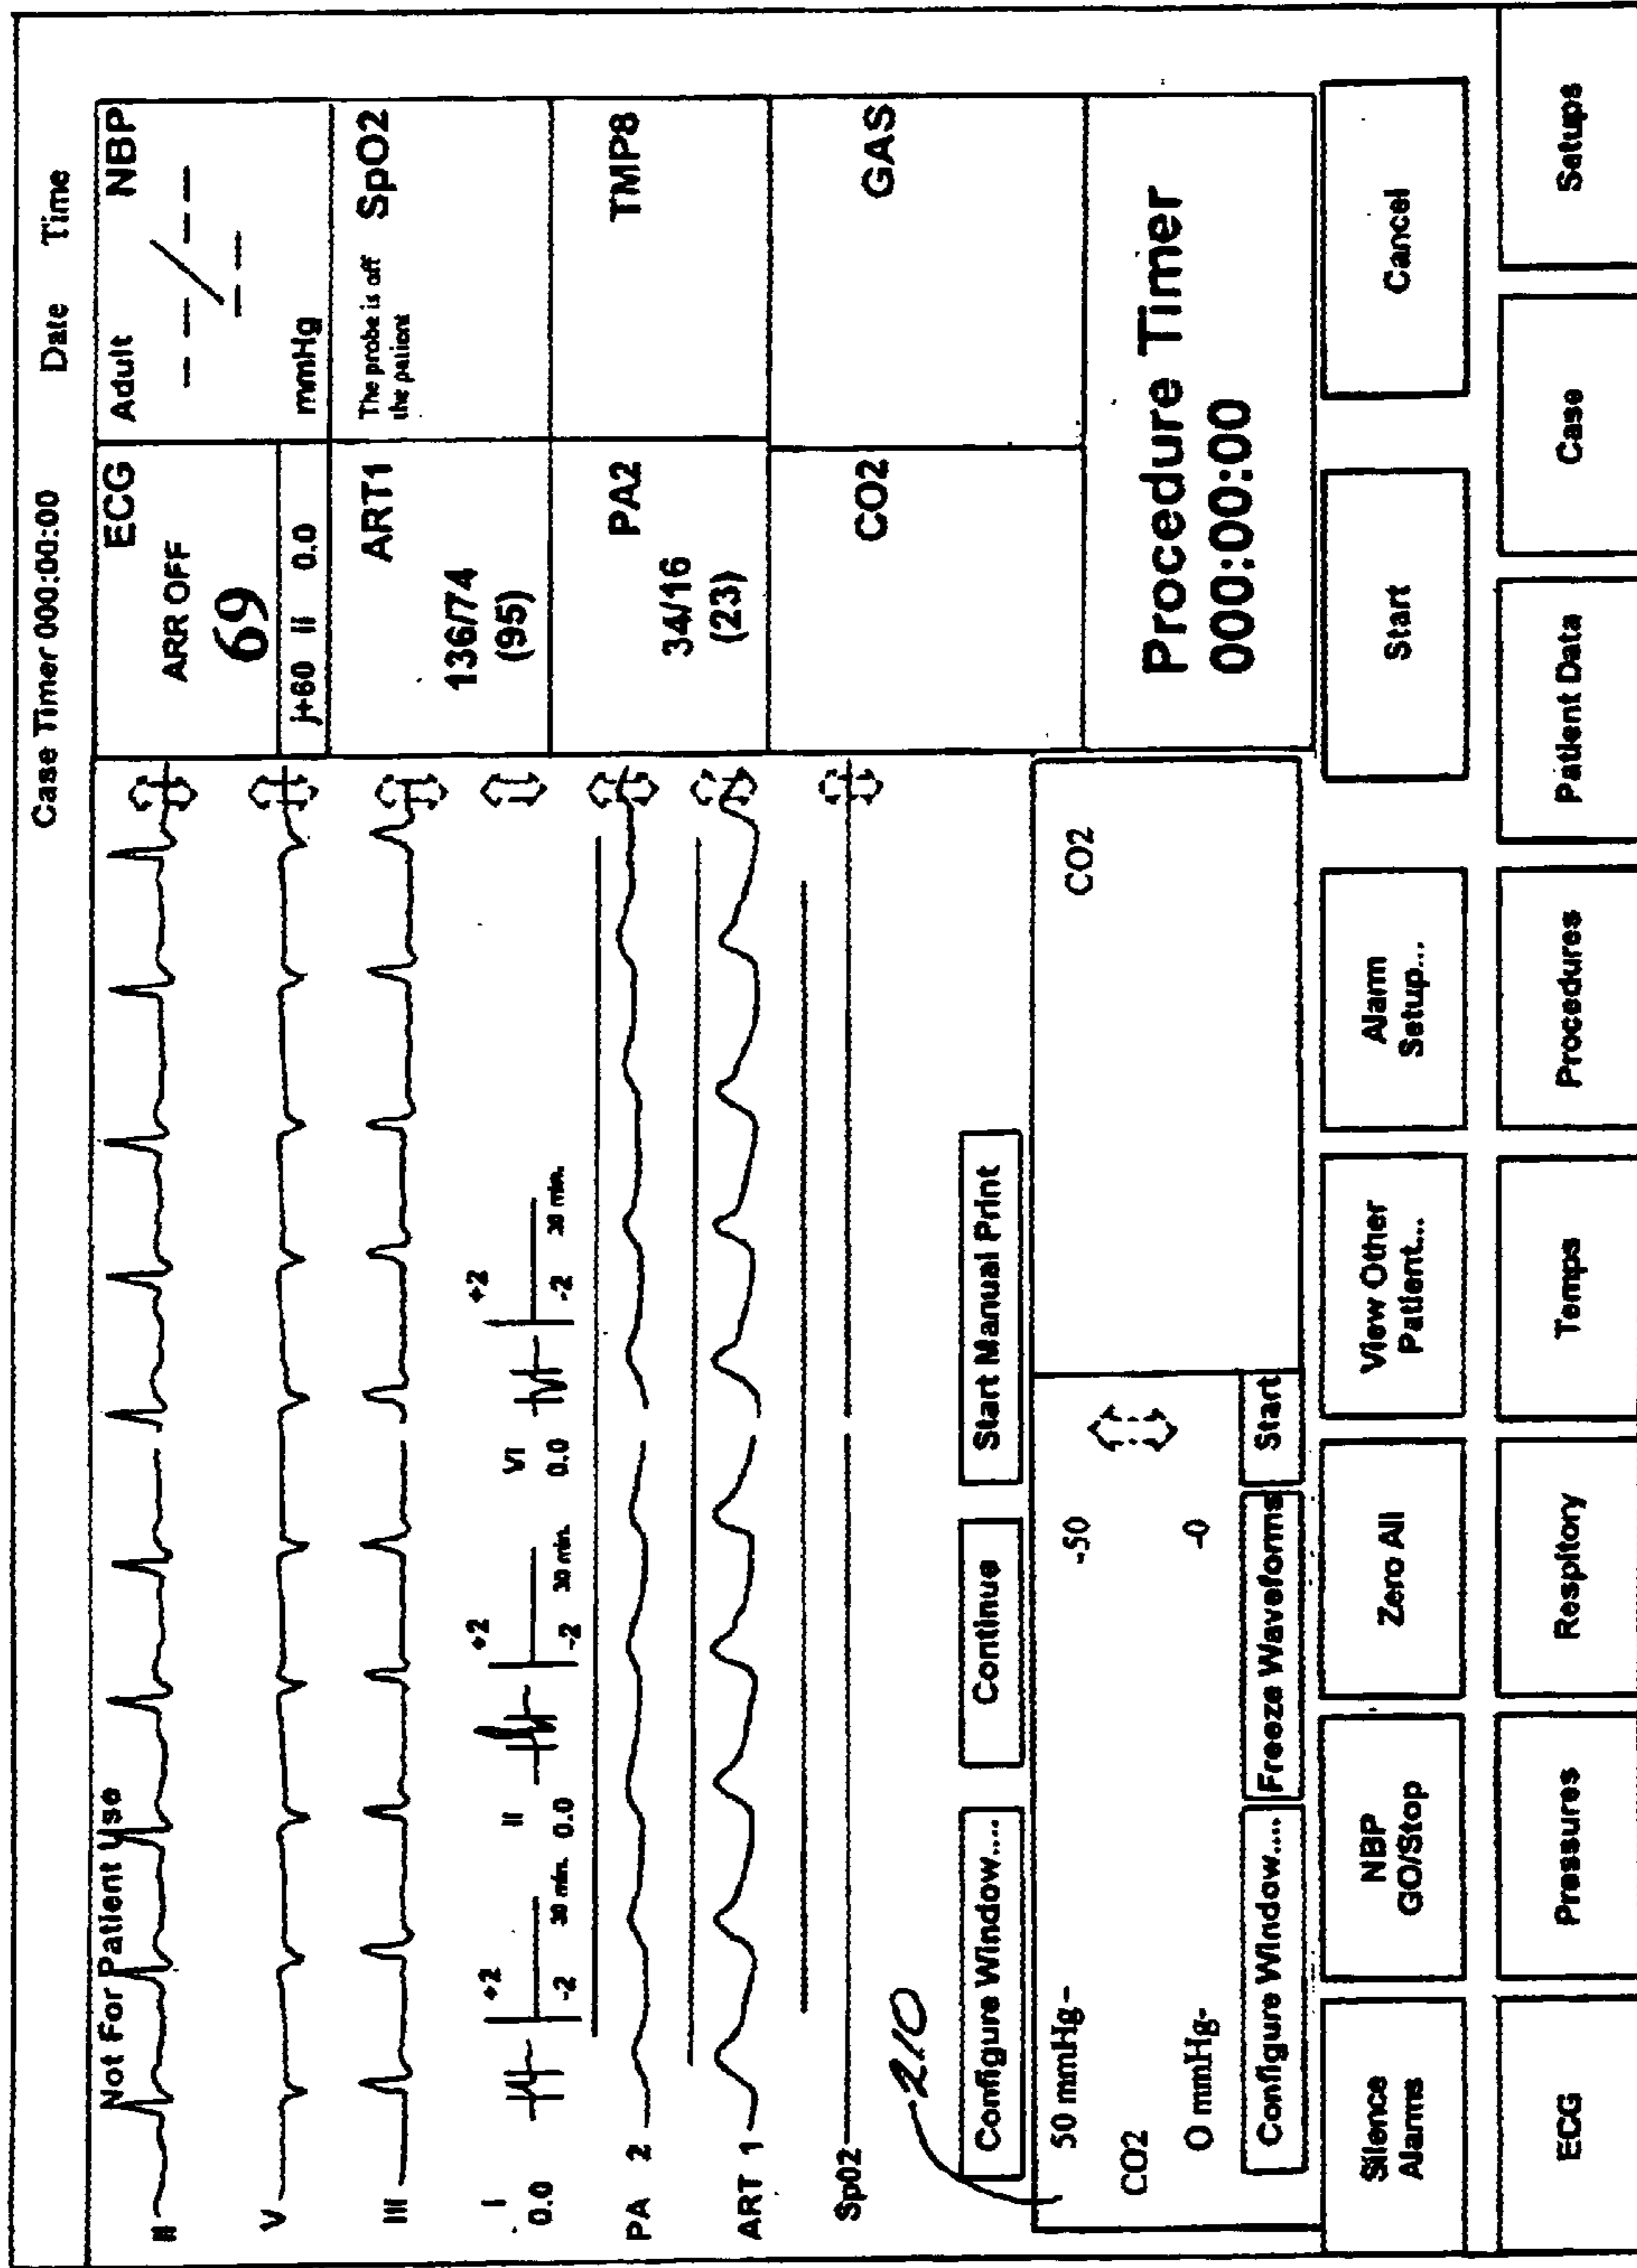 Case Timer 000:00:00 Date Time
Not For Patient Use
II
V
III
I
0.0
+2
-2 30 min.
II
0.0
+2
-2 30 min.
VI
0.0
+2
-2 30 min.
PA 2
ART 1
Sp02
ECG
ARR OFF
69
j+60 II 0.0
Adult NBP
---/---
---
mmHg
ART1
136/74
(95)
SpO2
The probe is off
the patient
PA2
34/16
(23)
TMP8
CO2
GAS
Procedure Timer
000:00:00
210
Configure Window.... Continue Start Manual Print
50 mmHg- -50
CO2
O mmHg- -0
CO2
Configure Window.... Freeze Waveforms Start
Silence
Alarms
NBP
GO/Stop
Zero All
View Other
Patient...
Alarm
Setup...
Start
Cancel
ECG Pressures Respitory Temps Procedures Patient Data Case Setups